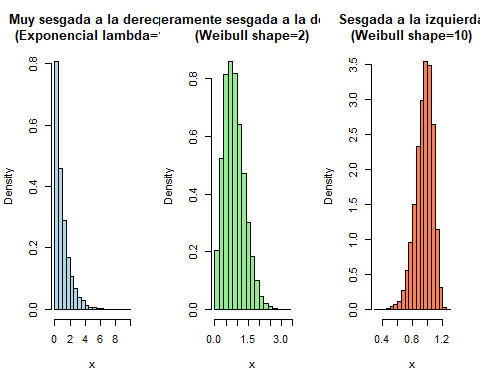 Muy sesgada a la derec
(Exponencial lambda=
eramente sesgada a la d
(Weibull shape=2)
Sesgada a la izquierda
(Weibull shape=10)
Density
0.0 0.2 0.4 0.6 0.8
0 2 4 6 8
x
Density
0.0 0.2 0.4 0.6 0.8
0.0 1.5 3.0
x
Density
0.0 0.5 1.0 1.5 2.0 2.5 3.0 3.5
0.4 0.8 1.2
x